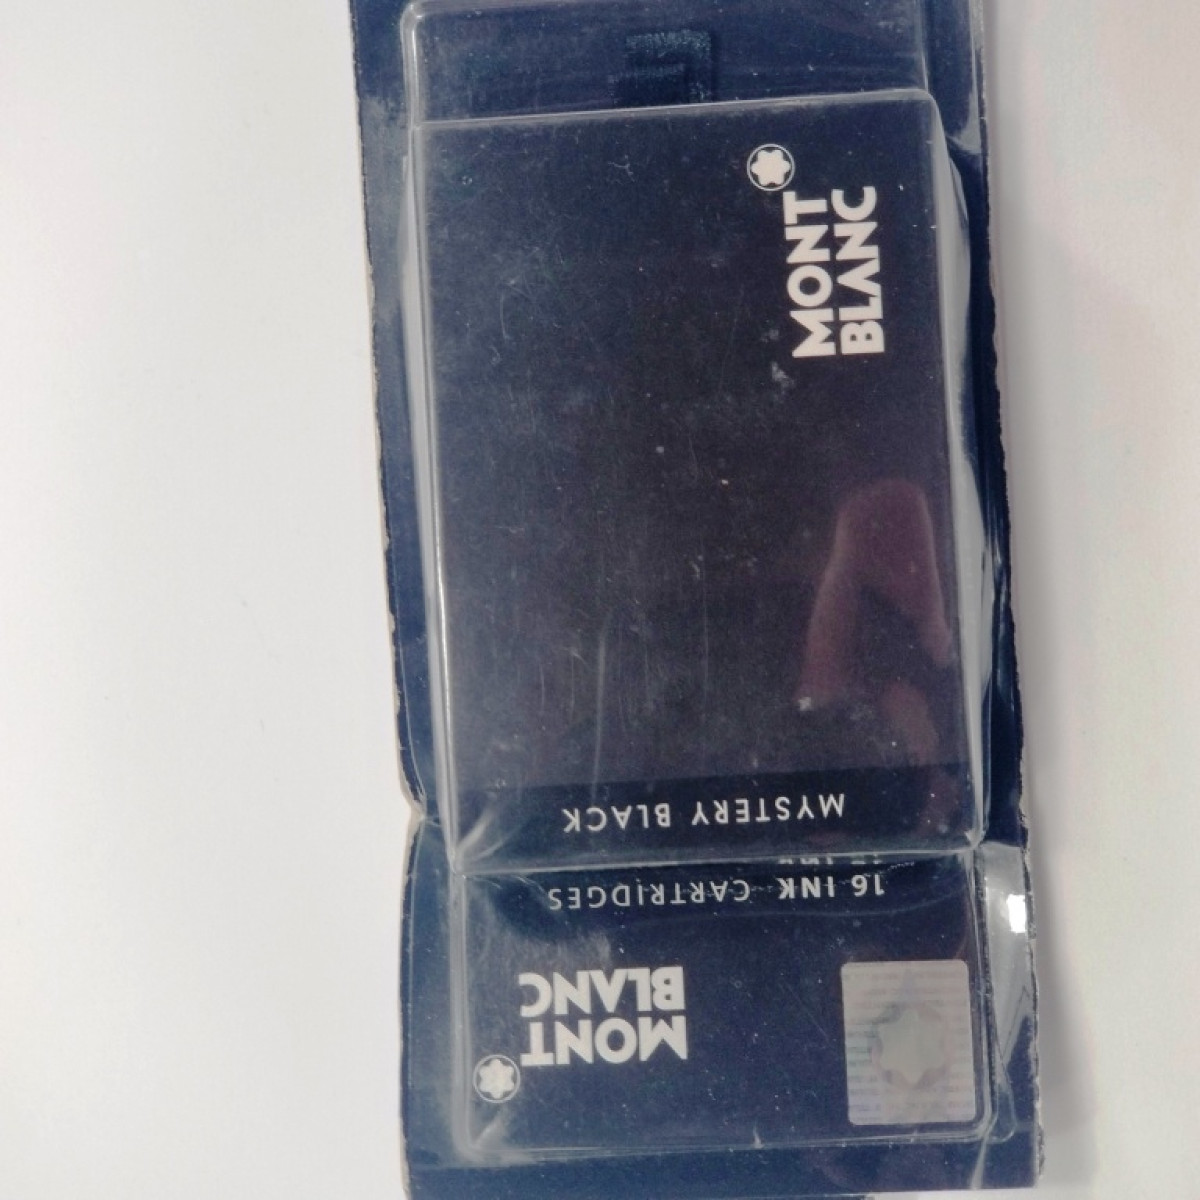 MONT
BLANC
MYSTERY BLACK
16 INK CARTRIDGES
MONT
BLANC